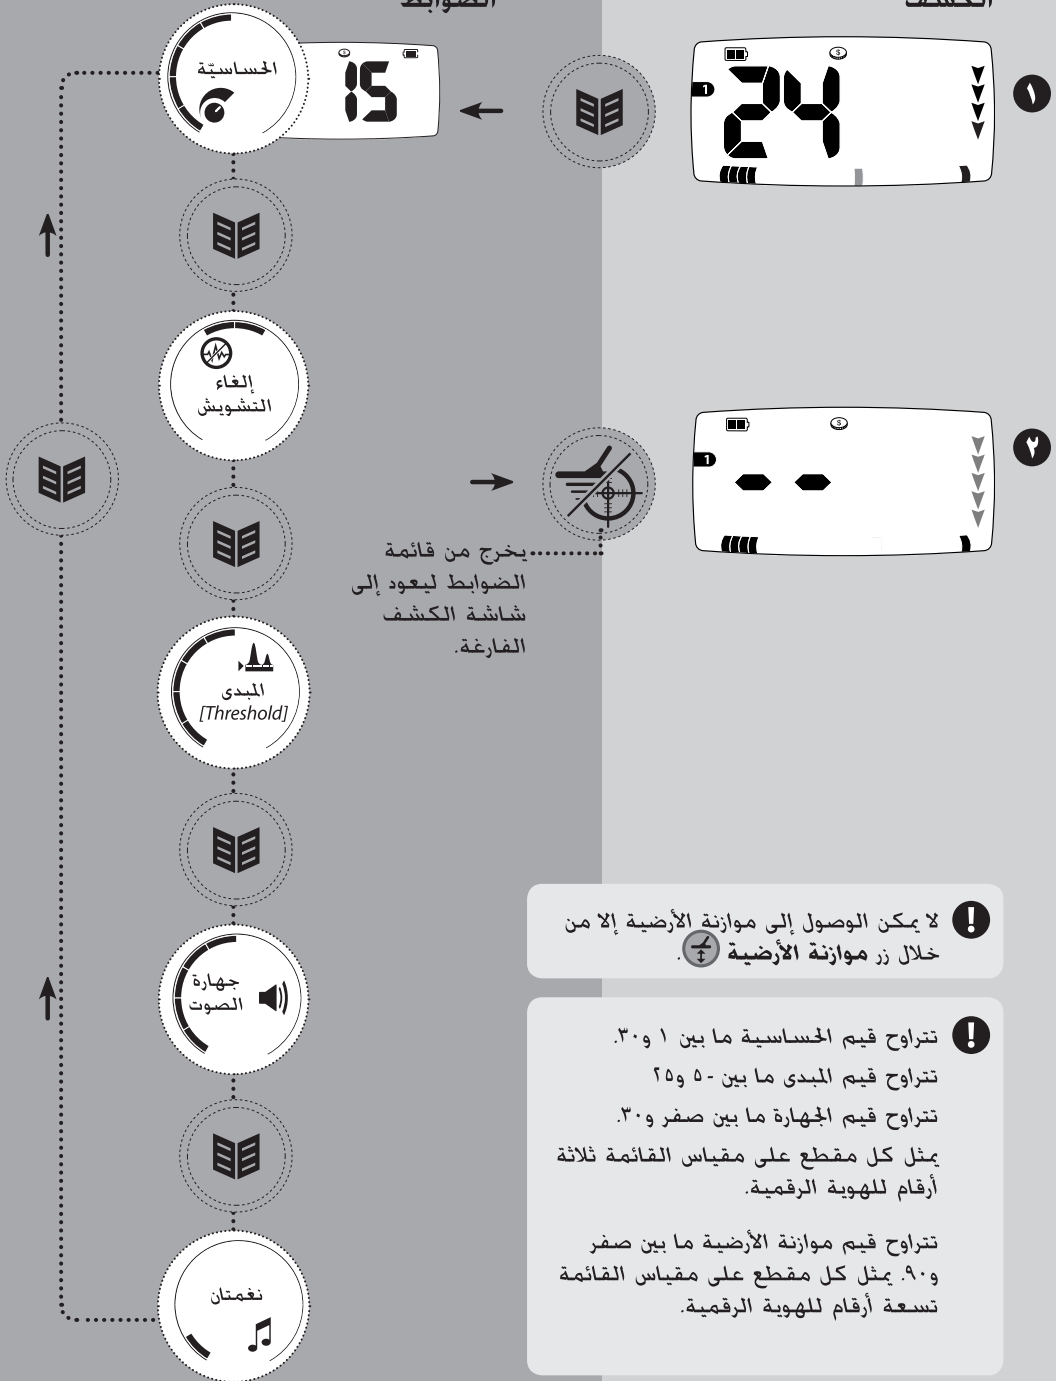 الكشف
الضوابط
١
1
24
15
الحساسيّة
إلغاء
التشويش
٢
1
- -
يخرج من قائمة
الضوابط ليعود إلى
شاشة الكشف
الفارغة.
المبدى
[Threshold]
جهارة
الصوت
نغمتان
لا يمكن الوصول إلى موازنة الأرضية إلا من
خلال زر موازنة الأرضية .
تتراوح قيم الحساسية ما بين ١ و٣٠.
تتراوح قيم المبدى ما بين -٥ و٢٥
تتراوح قيم الجهارة ما بين صفر و٣٠.
يمثل كل مقطع على مقياس القائمة ثلاثة
أرقام للهوية الرقمية.
تتراوح قيم موازنة الأرضية ما بين صفر
و٩٠. يمثل كل مقطع على مقياس القائمة
تسعة أرقام للهوية الرقمية.